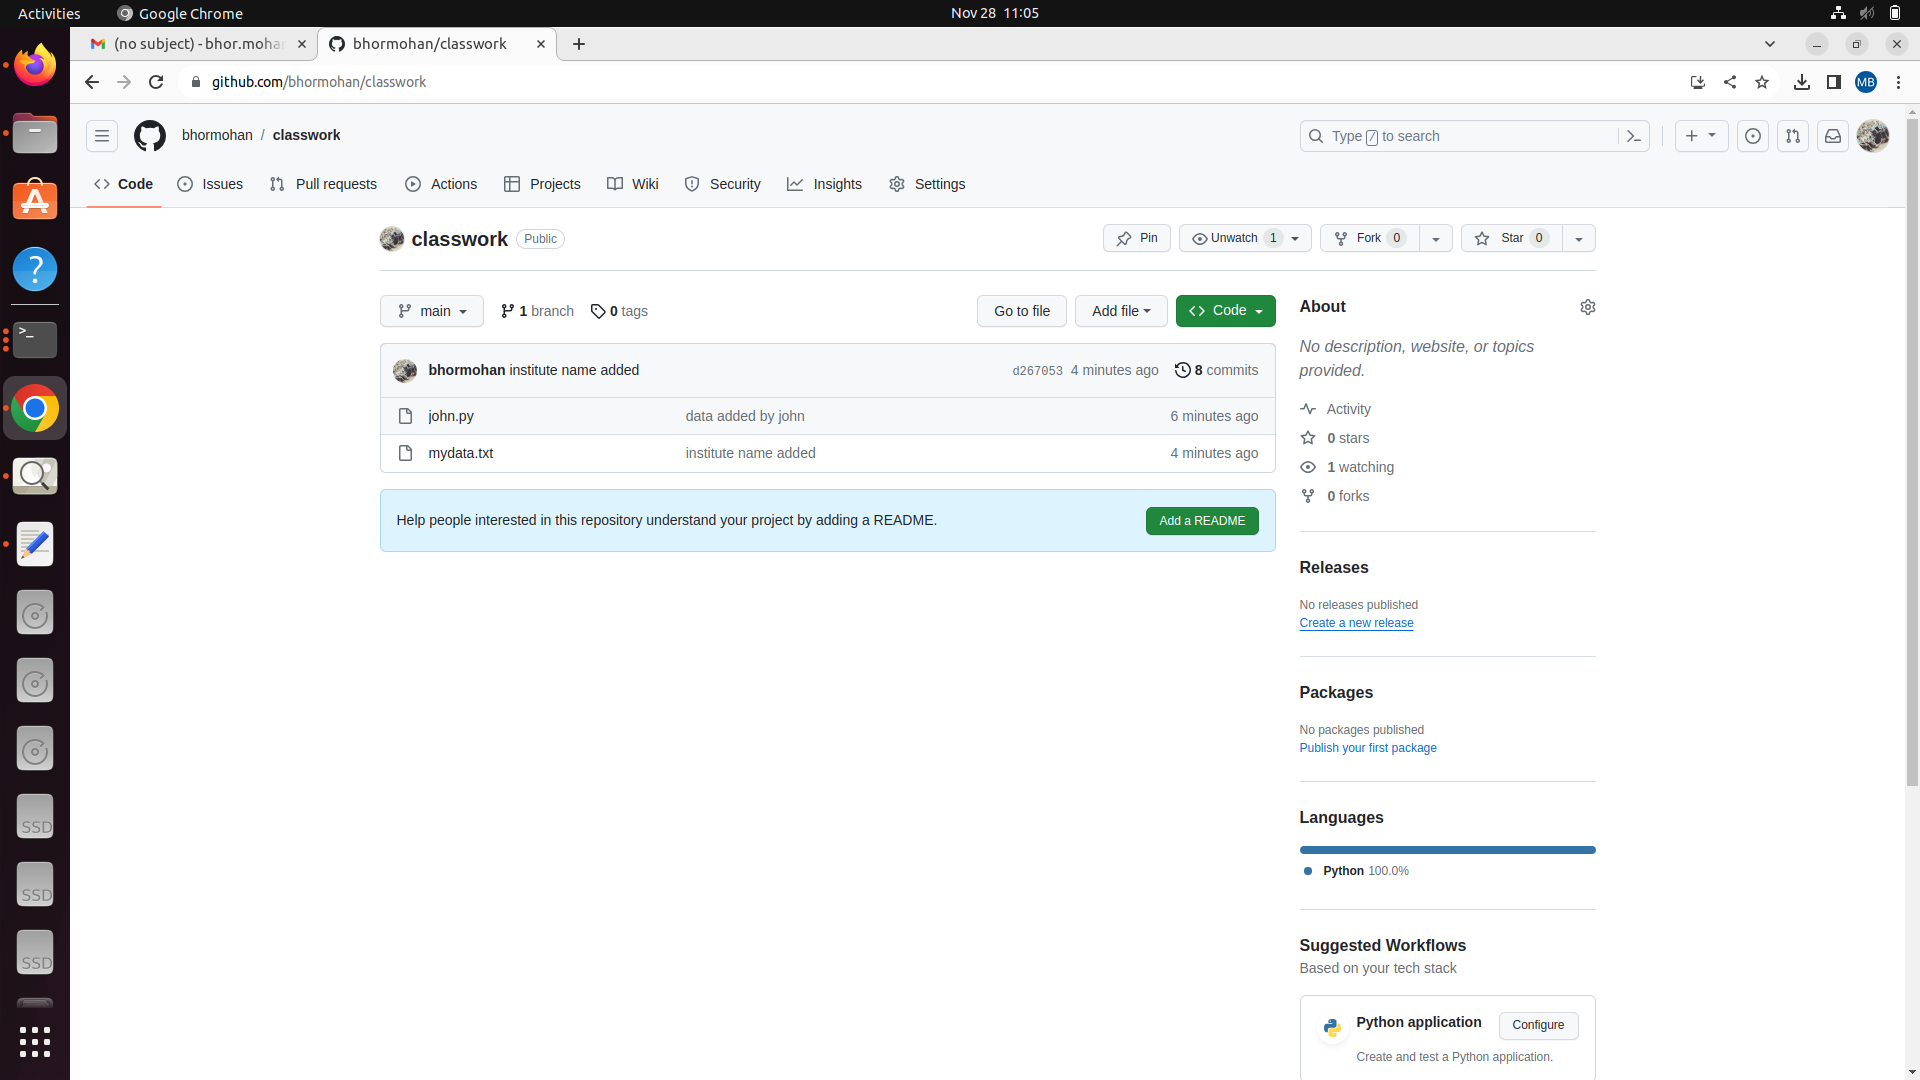 Activities
Google Chrome
Nov 28 11:05
(no subject) - bhor.mohan
bhormohan/classwork
github.com/bhormohan/classwork
MB
bhormohan / classwork
Type / to search
Code
Issues
Pull requests
Actions
Projects
Wiki
Security
Insights
Settings
classwork Public
Pin
Unwatch 1
Fork 0
Star 0
main
1 branch
0 tags
Go to file
Add file
Code
bhormohan institute name added
d267053 4 minutes ago
8 commits
john.py
data added by john
6 minutes ago
mydata.txt
institute name added
4 minutes ago
Help people interested in this repository understand your project by adding a README.
Add a README
About
No description, website, or topics
provided.
Activity
0 stars
1 watching
0 forks
Releases
No releases published
Create a new release
Packages
No packages published
Publish your first package
Languages
Python 100.0%
Suggested Workflows
Based on your tech stack
Python application
Configure
Create and test a Python application.
SSD
SSD
SSD